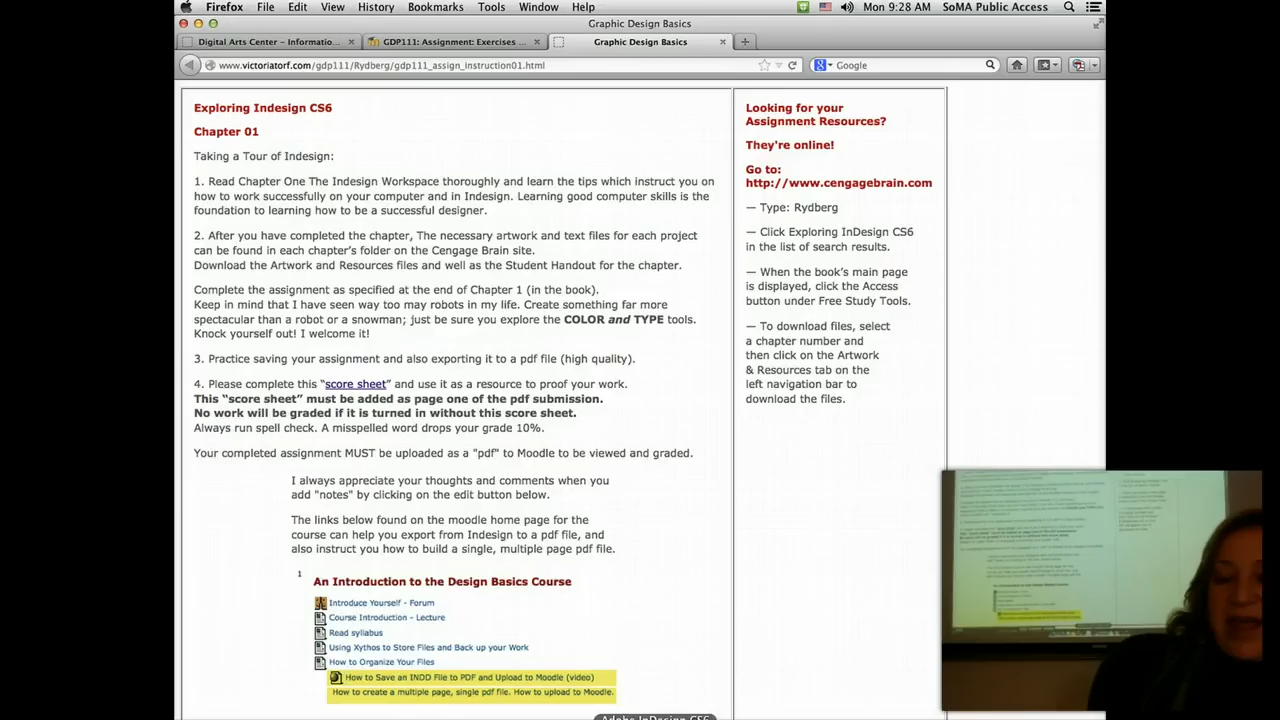 Firefox File Edit View History Bookmarks Tools Window Help Mon 9:28 AM SoMA Public Access
Graphic Design Basics
Digital Arts Center – Informatio... GDP111: Assignment: Exercises ... Graphic Design Basics
www.victoriatorf.com/gdp111/Rydberg/gdp111_assign_instruction01.html Google
Exploring Indesign CS6
Chapter 01
Taking a Tour of Indesign:
1. Read Chapter One The Indesign Workspace thoroughly and learn the tips which instruct you on
how to work successfully on your computer and in Indesign. Learning good computer skills is the
foundation to learning how to be a successful designer.
2. After you have completed the chapter, The necessary artwork and text files for each project
can be found in each chapter's folder on the Cengage Brain site.
Download the Artwork and Resources files and well as the Student Handout for the chapter.
Complete the assignment as specified at the end of Chapter 1 (in the book).
Keep in mind that I have seen way too may robots in my life. Create something far more
spectacular than a robot or a snowman; just be sure you explore the COLOR and TYPE tools.
Knock yourself out! I welcome it!
3. Practice saving your assignment and also exporting it to a pdf file (high quality).
4. Please complete this "score sheet" and use it as a resource to proof your work.
This "score sheet" must be added as page one of the pdf submission.
No work will be graded if it is turned in without this score sheet.
Always run spell check. A misspelled word drops your grade 10%.
Your completed assignment MUST be uploaded as a "pdf" to Moodle to be viewed and graded.
I always appreciate your thoughts and comments when you
add "notes" by clicking on the edit button below.
The links below found on the moodle home page for the
course can help you export from Indesign to a pdf file, and
also instruct you how to build a single, multiple page pdf file.
1
An Introduction to the Design Basics Course
Introduce Yourself - Forum
Course Introduction - Lecture
Read syllabus
Using Xythos to Store Files and Back up your Work
How to Organize Your Files
How to Save an INDD File to PDF and Upload to Moodle (video)
How to create a multiple page, single pdf file. How to upload to Moodle.
Adobe InDesign CS6
Looking for your
Assignment Resources?
They're online!
Go to:
http://www.cengagebrain.com
— Type: Rydberg
— Click Exploring InDesign CS6
in the list of search results.
— When the book's main page
is displayed, click the Access
button under Free Study Tools.
— To download files, select
a chapter number and
then click on the Artwork
& Resources tab on the
left navigation bar to
download the files.